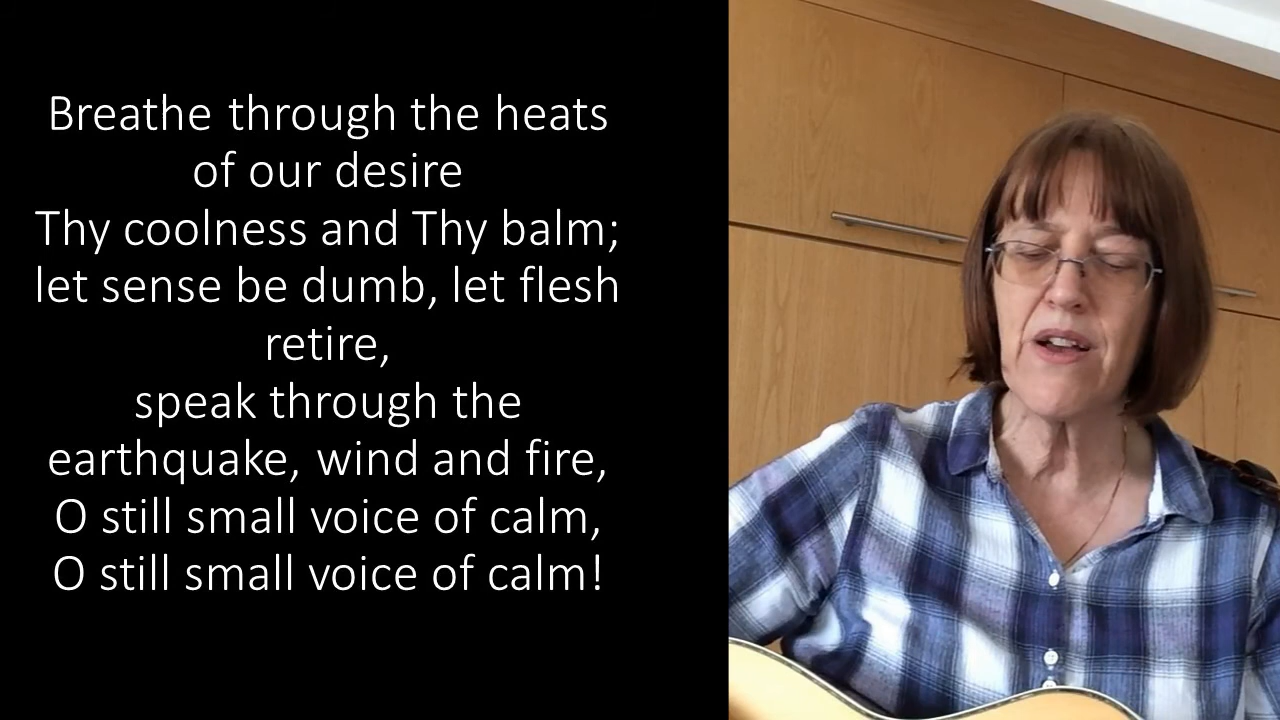 Breathe through the heats
of our desire
Thy coolness and Thy balm;
let sense be dumb, let flesh
retire,
speak through the
earthquake, wind and fire,
O still small voice of calm,
O still small voice of calm!